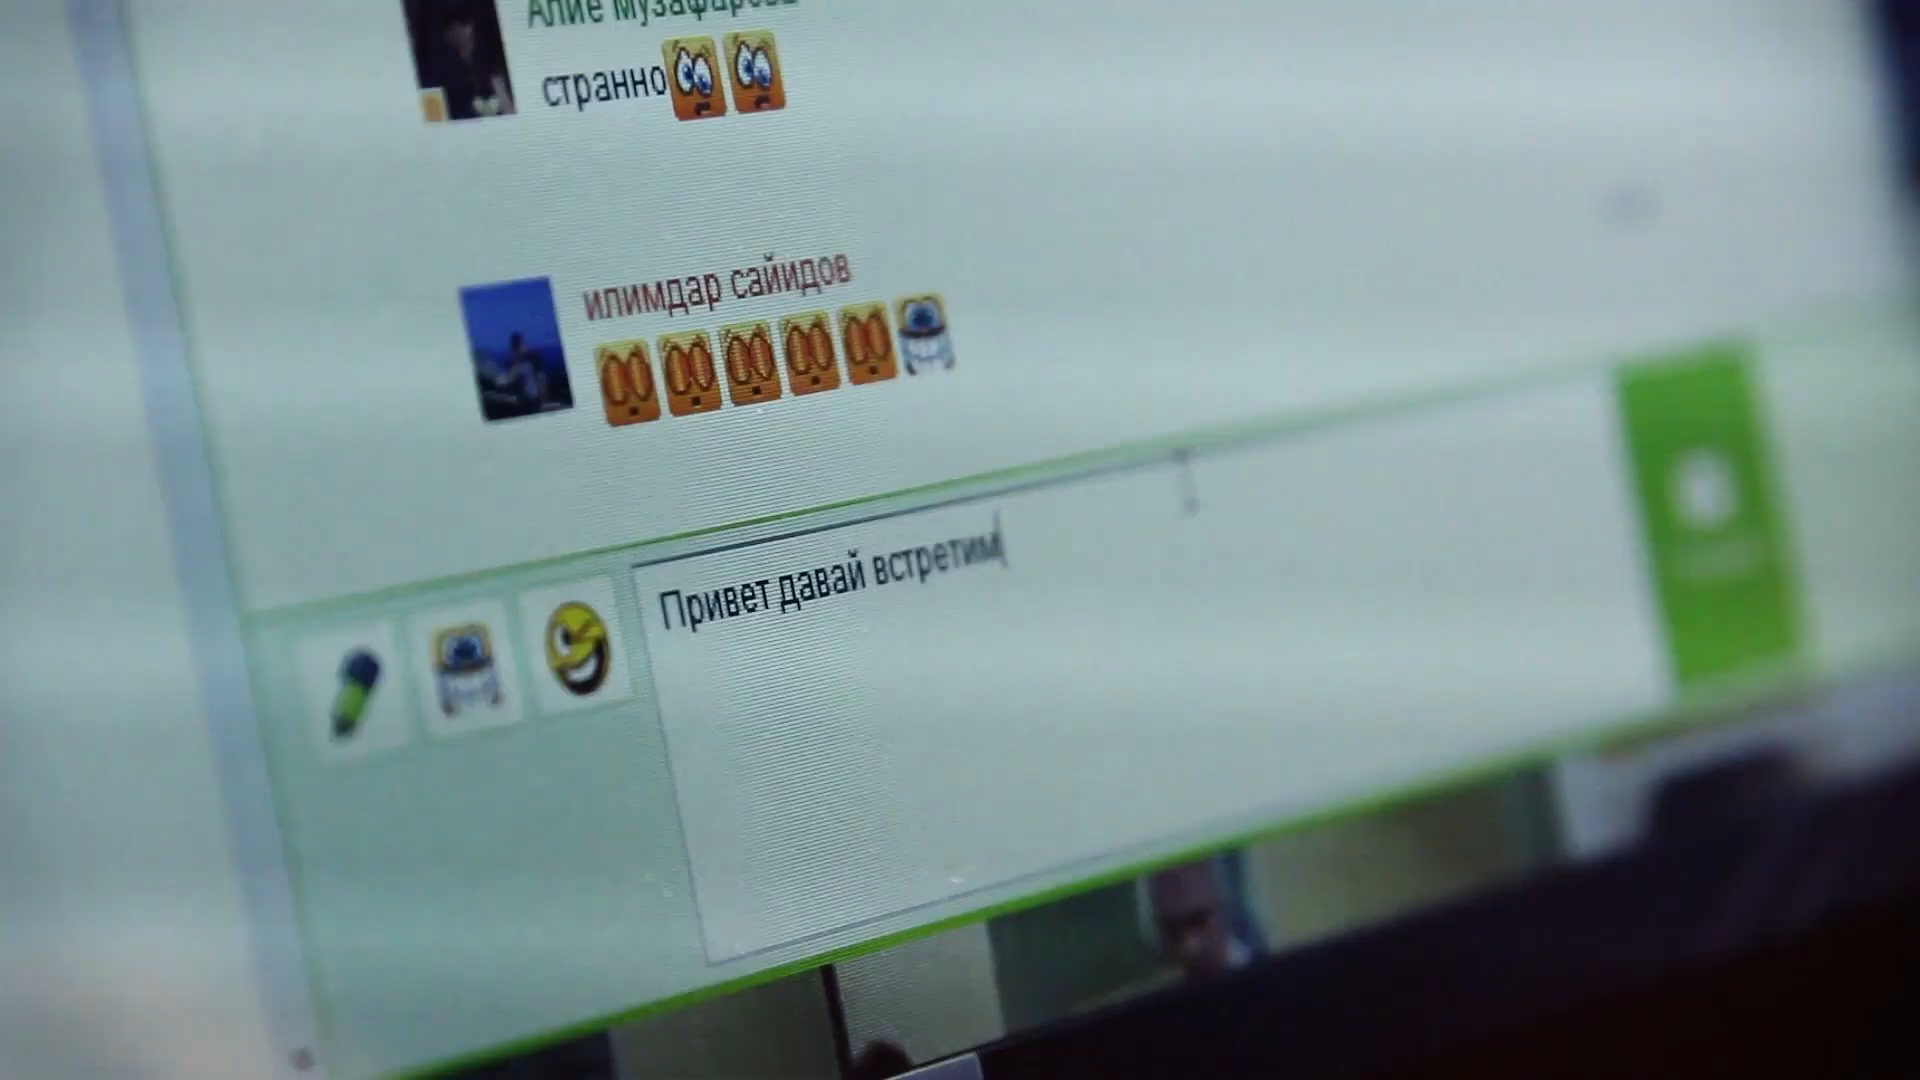 Алие Музафарова
странно
илимдар сайидов
Привет давай встретим